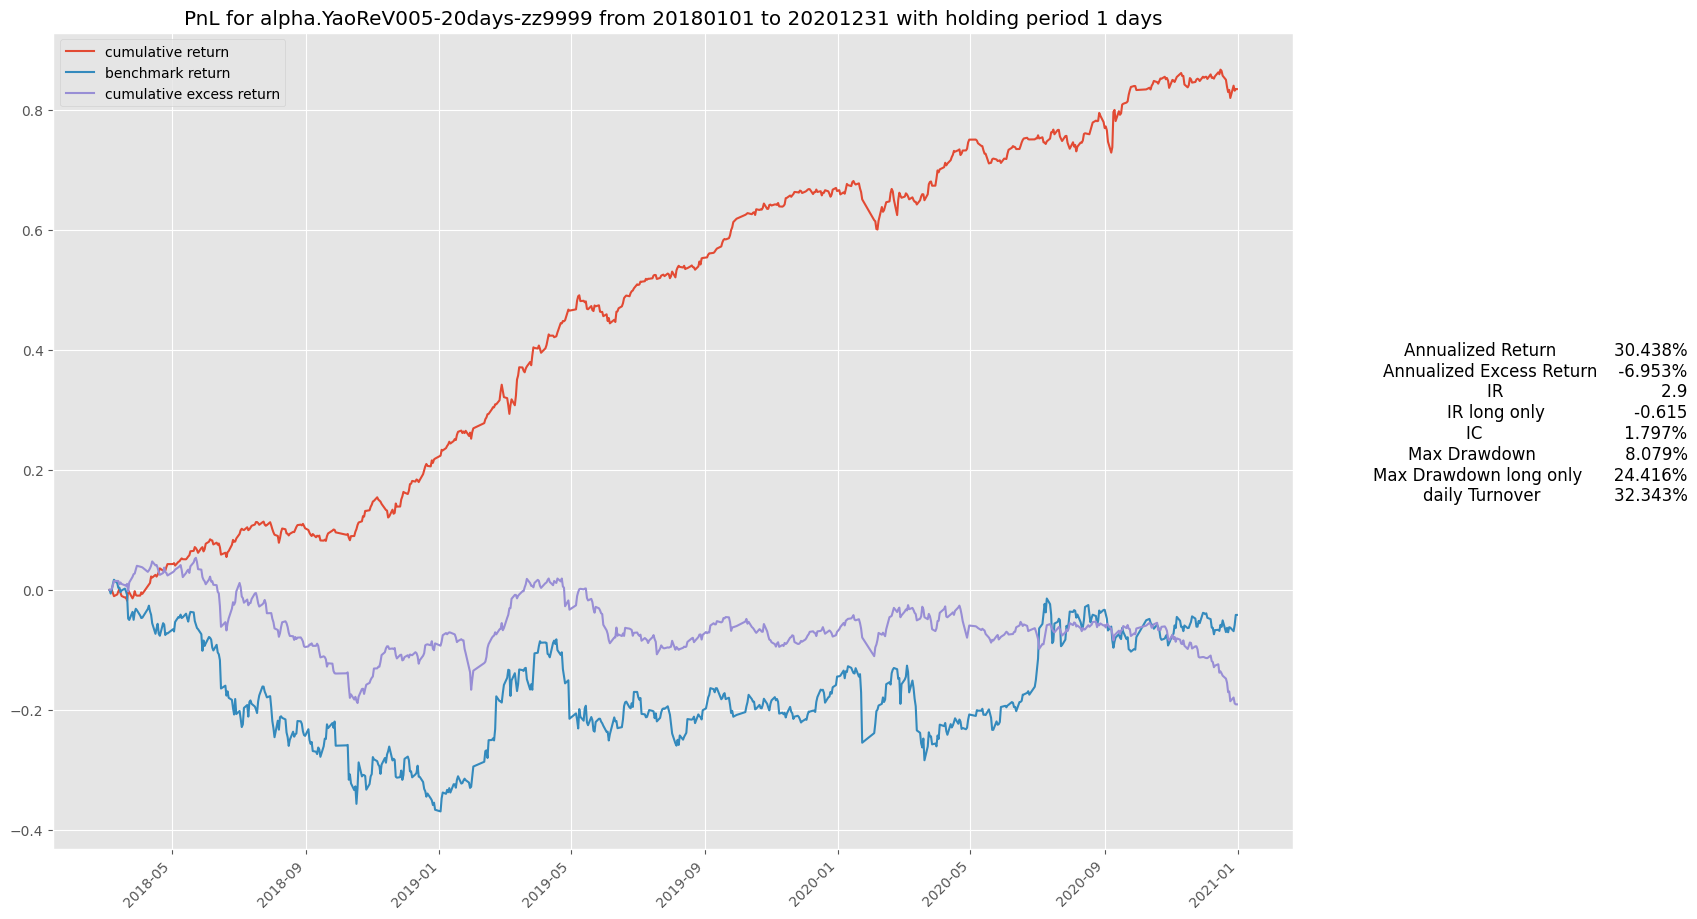 PnL for alpha.YaoReV005-20days-zz9999 from 20180101 to 20201231 with holding period 1 days
cumulative return
benchmark return
cumulative excess return
0.8
0.6
0.4
0.2
0.0
−0.2
−0.4
2018-05
2018-09
2019-01
2019-05
2019-09
2020-01
2020-05
2020-09
2021-01
Annualized Return 30.438%
Annualized Excess Return -6.953%
IR 2.9
IR long only -0.615
IC 1.797%
Max Drawdown 8.079%
Max Drawdown long only 24.416%
daily Turnover 32.343%